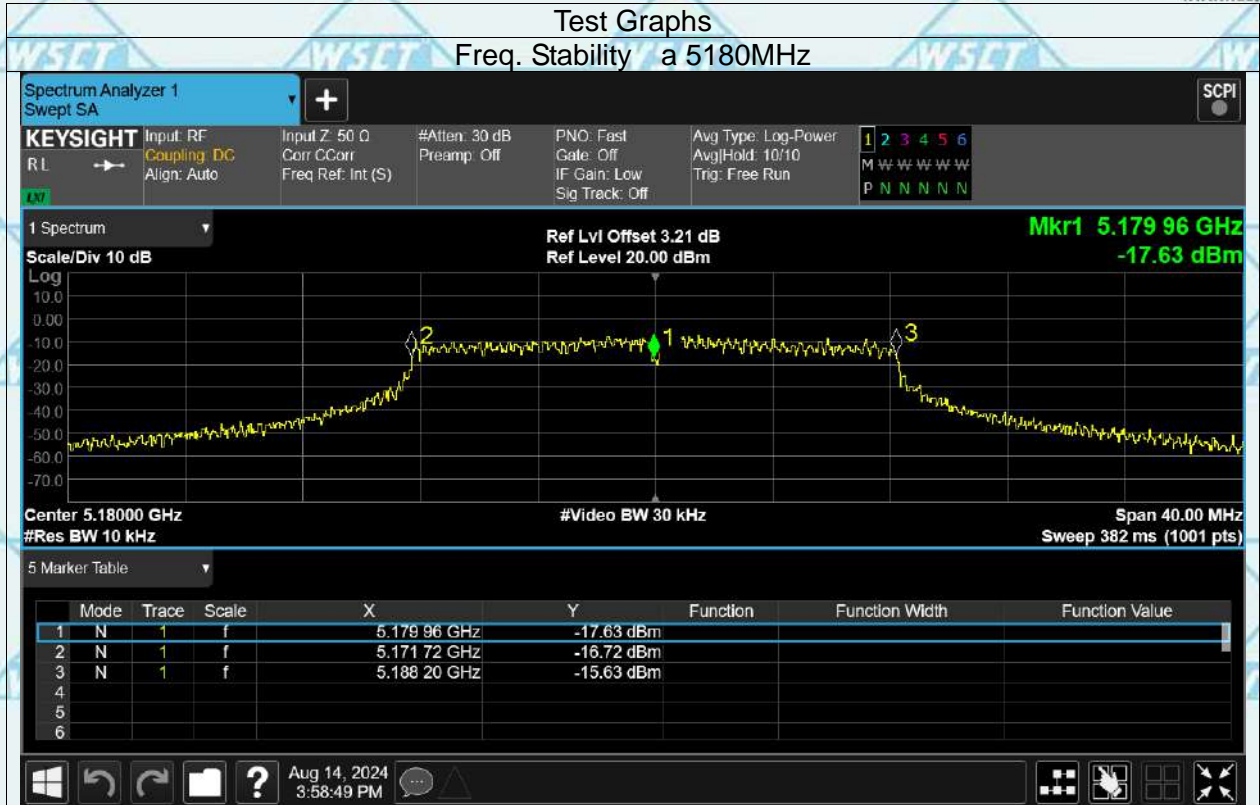 Test Graphs
WSCT WSCT Freq. Stability a 5180MHz WSCT
Spectrum Analyzer 1
Swept SA
+
SCPI
KEYSIGHT Input: RF Input Z: 50 Ω #Atten: 30 dB PNO: Fast Avg Type: Log-Power 1 2 3 4 5 6
RL Coupling: DC Corr CCorr Preamp: Off Gate: Off Avg|Hold: 10/10 M W W W W W
Align: Auto Freq Ref: Int (S) IF Gain: Low Trig: Free Run
LXI Sig Track: Off P N N N N N
1 Spectrum Ref Lvl Offset 3.21 dB Mkr1 5.179 96 GHz
Scale/Div 10 dB Ref Level 20.00 dBm -17.63 dBm
Log
10.0
0.00
-10.0
-20.0
-30.0
-40.0
-50.0
-60.0
-70.0
2 1 3
Center 5.18000 GHz #Video BW 30 kHz Span 40.00 MHz
#Res BW 10 kHz Sweep 382 ms (1001 pts)
5 Marker Table
Mode Trace Scale X Y Function Function Width Function Value
1 N 1 f 5.179 96 GHz -17.63 dBm
2 N 1 f 5.171 72 GHz -16.72 dBm
3 N 1 f 5.188 20 GHz -15.63 dBm
4
5
6
? Aug 14, 2024
3:58:49 PM